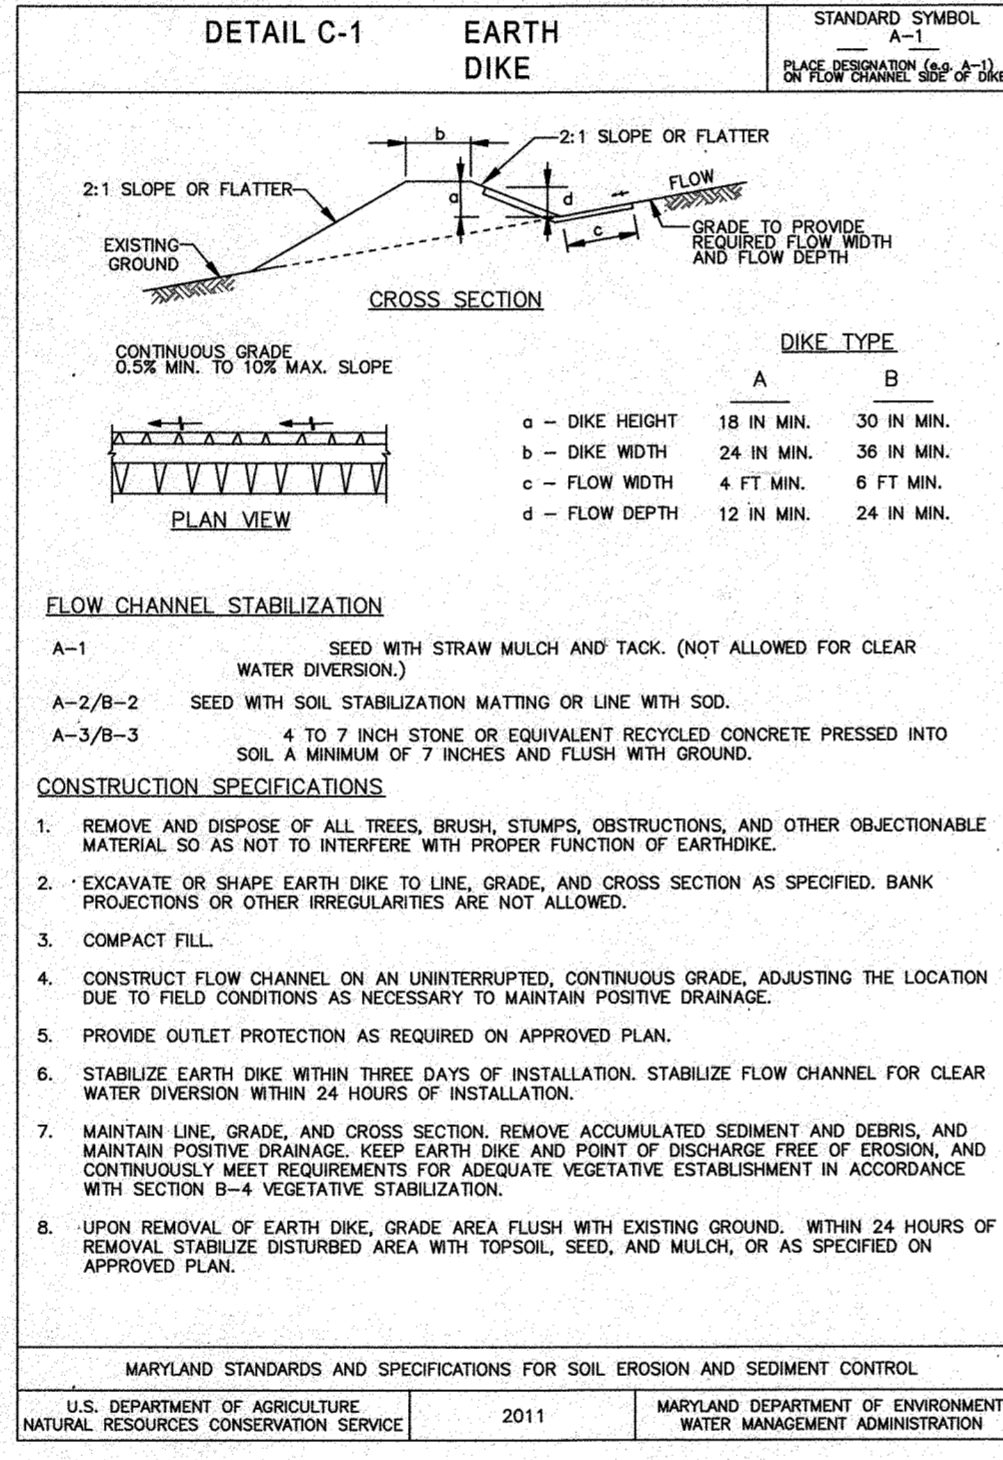 DETAIL C-1 EARTH
DIKE
STANDARD SYMBOL
A-1
PLACE DESIGNATION (e.g. A-1)
ON FLOW CHANNEL SIDE OF DIKE
b
2:1 SLOPE OR FLATTER
2:1 SLOPE OR FLATTER
a
d
FLOW
c
GRADE TO PROVIDE
REQUIRED FLOW WIDTH
AND FLOW DEPTH
EXISTING
GROUND
CROSS SECTION
CONTINUOUS GRADE
0.5% MIN. TO 10% MAX. SLOPE
PLAN VIEW
DIKE TYPE
A B
a - DIKE HEIGHT 18 IN MIN. 30 IN MIN.
b - DIKE WIDTH 24 IN MIN. 36 IN MIN.
c - FLOW WIDTH 4 FT MIN. 6 FT MIN.
d - FLOW DEPTH 12 IN MIN. 24 IN MIN.
FLOW CHANNEL STABILIZATION
A-1 SEED WITH STRAW MULCH AND TACK. (NOT ALLOWED FOR CLEAR
WATER DIVERSION.)
A-2/B-2 SEED WITH SOIL STABILIZATION MATTING OR LINE WITH SOD.
A-3/B-3 4 TO 7 INCH STONE OR EQUIVALENT RECYCLED CONCRETE PRESSED INTO
SOIL A MINIMUM OF 7 INCHES AND FLUSH WITH GROUND.
CONSTRUCTION SPECIFICATIONS
1. REMOVE AND DISPOSE OF ALL TREES, BRUSH, STUMPS, OBSTRUCTIONS, AND OTHER OBJECTIONABLE
MATERIAL SO AS NOT TO INTERFERE WITH PROPER FUNCTION OF EARTHDIKE.
2. EXCAVATE OR SHAPE EARTH DIKE TO LINE, GRADE, AND CROSS SECTION AS SPECIFIED. BANK
PROJECTIONS OR OTHER IRREGULARITIES ARE NOT ALLOWED.
3. COMPACT FILL.
4. CONSTRUCT FLOW CHANNEL ON AN UNINTERRUPTED, CONTINUOUS GRADE, ADJUSTING THE LOCATION
DUE TO FIELD CONDITIONS AS NECESSARY TO MAINTAIN POSITIVE DRAINAGE.
5. PROVIDE OUTLET PROTECTION AS REQUIRED ON APPROVED PLAN.
6. STABILIZE EARTH DIKE WITHIN THREE DAYS OF INSTALLATION. STABILIZE FLOW CHANNEL FOR CLEAR
WATER DIVERSION WITHIN 24 HOURS OF INSTALLATION.
7. MAINTAIN LINE, GRADE, AND CROSS SECTION. REMOVE ACCUMULATED SEDIMENT AND DEBRIS, AND
MAINTAIN POSITIVE DRAINAGE. KEEP EARTH DIKE AND POINT OF DISCHARGE FREE OF EROSION, AND
CONTINUOUSLY MEET REQUIREMENTS FOR ADEQUATE VEGETATIVE ESTABLISHMENT IN ACCORDANCE
WITH SECTION B-4 VEGETATIVE STABILIZATION.
8. UPON REMOVAL OF EARTH DIKE, GRADE AREA FLUSH WITH EXISTING GROUND. WITHIN 24 HOURS OF
REMOVAL STABILIZE DISTURBED AREA WITH TOPSOIL, SEED, AND MULCH, OR AS SPECIFIED ON
APPROVED PLAN.
MARYLAND STANDARDS AND SPECIFICATIONS FOR SOIL EROSION AND SEDIMENT CONTROL
U.S. DEPARTMENT OF AGRICULTURE
NATURAL RESOURCES CONSERVATION SERVICE
2011
MARYLAND DEPARTMENT OF ENVIRONMENT
WATER MANAGEMENT ADMINISTRATION